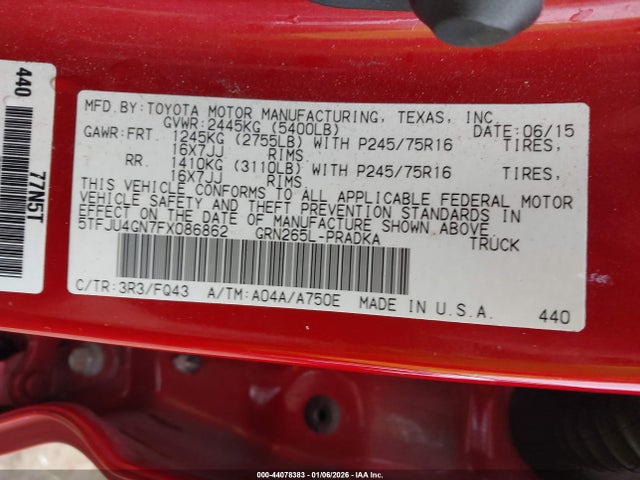 MFD.BY:TOYOTA MOTOR MANUFACTURING, TEXAS, INC.
GVWR:2445KG (5400LB) DATE:06/15
GAWR:FRT. 1245KG (2755LB) WITH P245/75R16 TIRES,
16X7JJ RIMS
RR. 1410KG (3110LB) WITH P245/75R16 TIRES,
16X7JJ RIMS
THIS VEHICLE CONFORMS TO ALL APPLICABLE FEDERAL MOTOR
VEHICLE SAFETY AND THEFT PREVENTION STANDARDS IN
EFFECT ON THE DATE OF MANUFACTURE SHOWN ABOVE.
5TFJU4GN7FX086862 GRN265L-PRADKA TRUCK
C/TR:3R3/FQ43 A/TM:A04A/A750E MADE IN U.S.A. 440
440
77N5T
000-44078383 - 01/06/2026 - IAA Inc.